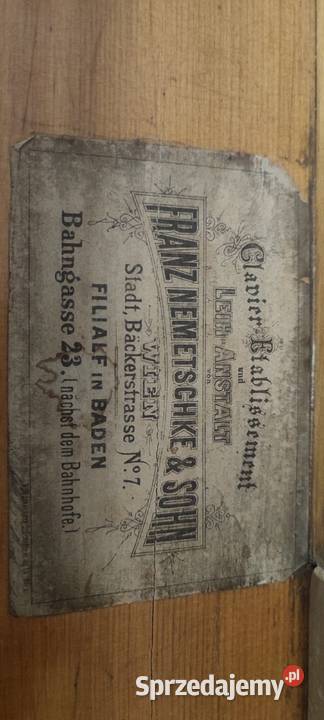 Clavier-Etablissement
und
LEIH-ANSTALT
von
FRANZ NEMETSCHKE & SOHN
WIEN
Stadt, Bäckerstrasse No 7.
FILIALE in BADEN
Bahngasse 23. (nächst dem Bahnhofe.)
Sprzedajemy.pl